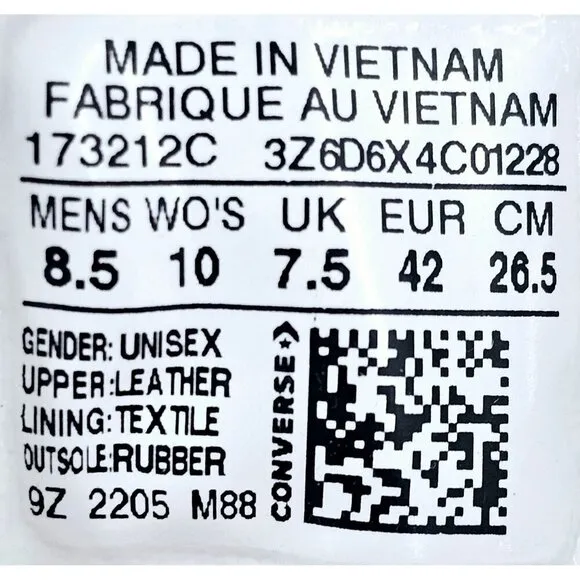 MADE IN VIETNAM
FABRIQUE AU VIETNAM
173212C 3Z6D6X4C01228
MENS WO'S UK EUR CM
8.5 10 7.5 42 26.5
GENDER: UNISEX
UPPER:LEATHER
LINING:TEXTILE
OUTSOLE:RUBBER
9Z 2205 M88
CONVERSE